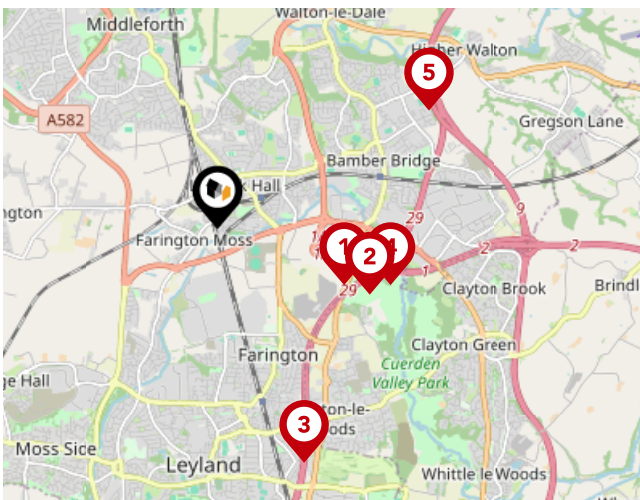 Walton-le-Dale
Middleforth
Higher Walton
5
A582
Gregson Lane
Bamber Bridge
k Hall
ngton
29
9
Farington Moss
1
2
4
1
2
2
29
Clayton Brook
Brindl
Clayton Green
Farington
Cuerden
Valley Park
ge Hall
ton-le-
ods
3
Moss Side
Leyland
Whittle le Woods